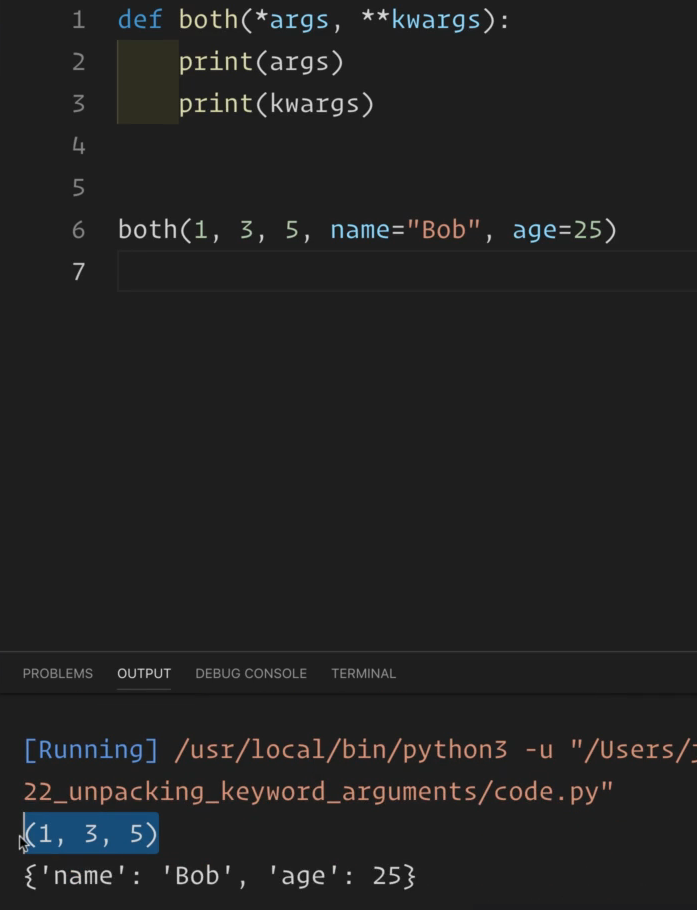 1 def both(*args, **kwargs):
2     print(args)
3     print(kwargs)
4
5
6 both(1, 3, 5, name="Bob", age=25)
7
PROBLEMS OUTPUT DEBUG CONSOLE TERMINAL
[Running] /usr/local/bin/python3 -u "/Users/j
22_unpacking_keyword_arguments/code.py"
(1, 3, 5)
{'name': 'Bob', 'age': 25}